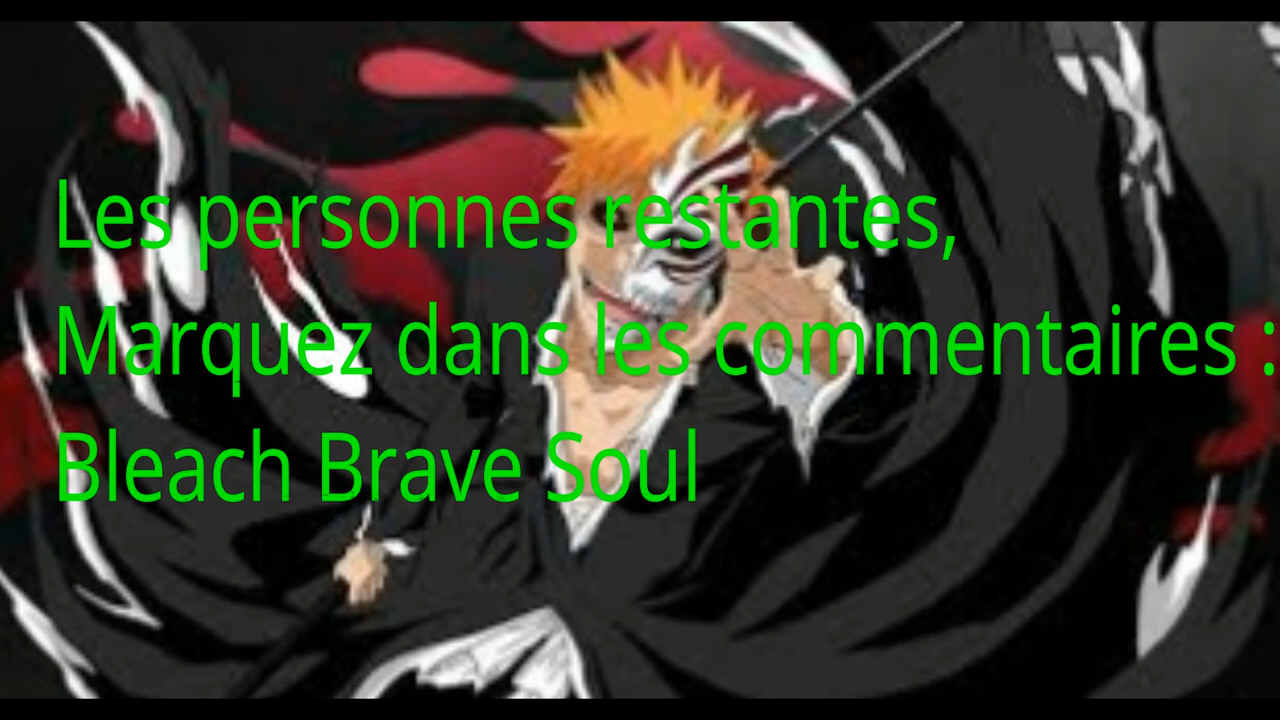 Les personnes restantes,
Marquez dans les commentaires :
Bleach Brave Soul